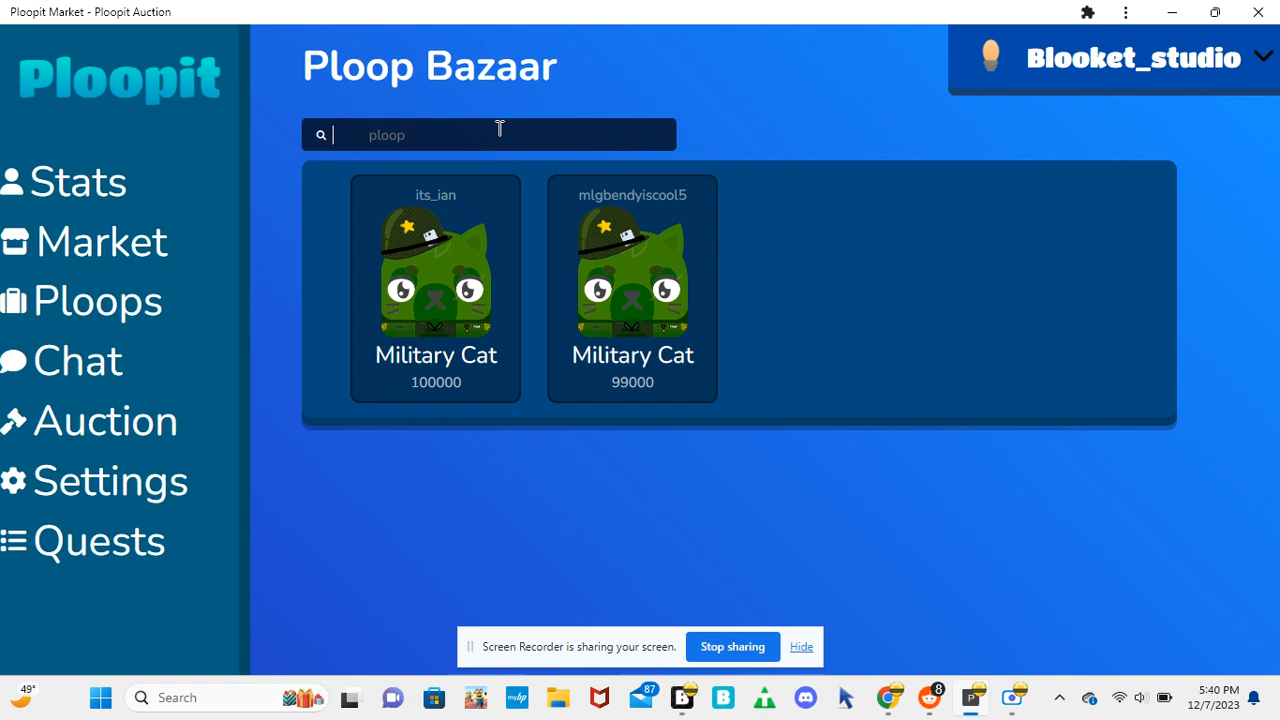 Ploopit Market - Ploopit Auction
Ploopit
Stats
Market
Ploops
Chat
Auction
Settings
Quests
Ploop Bazaar
Blooket_studio
ploop
its_ian
Military Cat
100000
mlgbendyiscool5
Military Cat
99000
Screen Recorder is sharing your screen.
Stop sharing
Hide
49°
Search
myhp
87
B
B
8
P
5:40 PM
12/7/2023